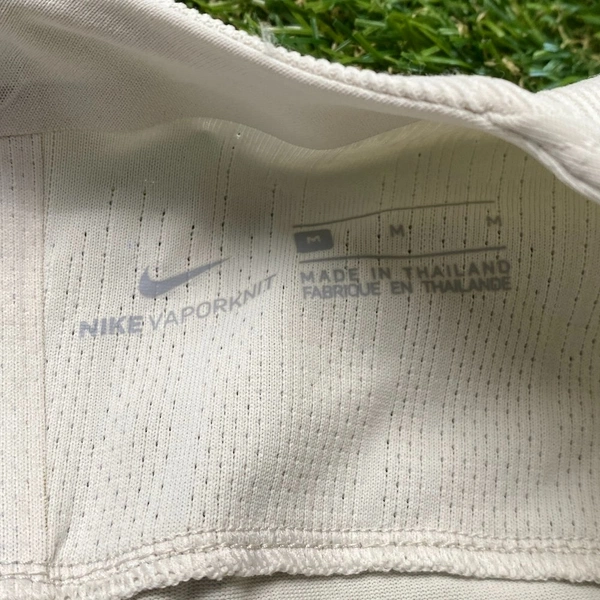 NIKE VAPORKNIT
M M M
MADE IN THAILAND
FABRIQUE EN THAILANDE